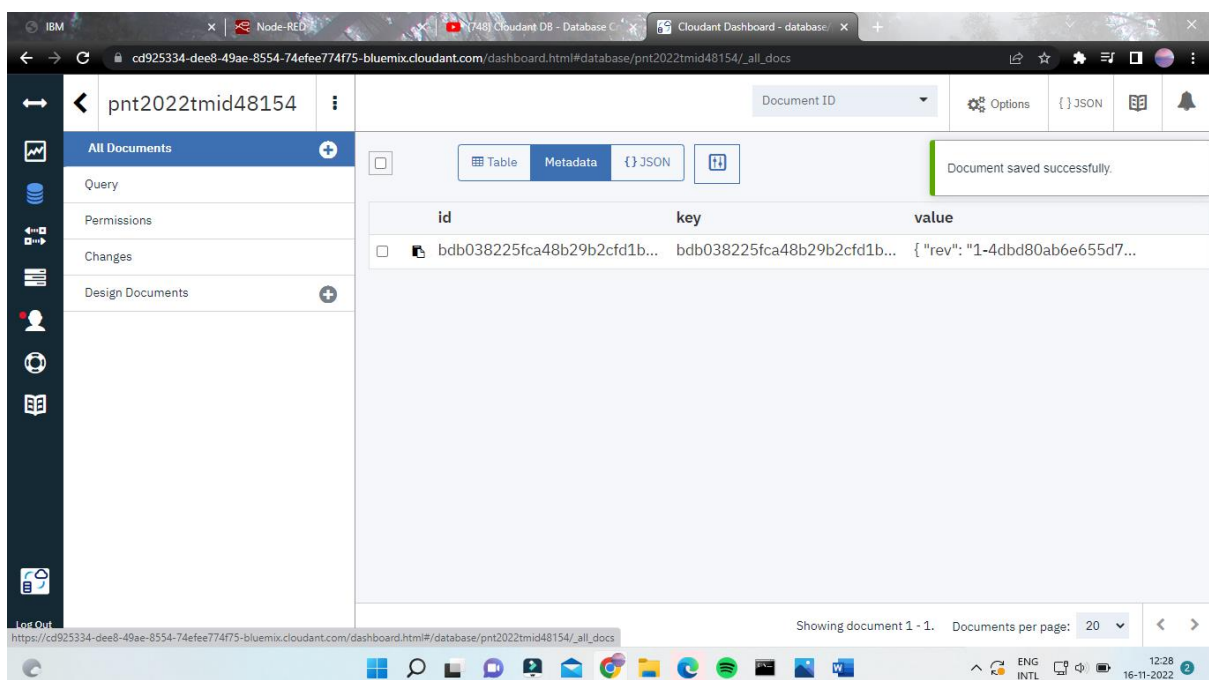 IBM
Node-RED
(748) Cloudant DB - Database C
Cloudant Dashboard - database/
cd925334-dee8-49ae-8554-74efee774f75-bluemix.cloudant.com/dashboard.html#database/pnt2022tmid48154/_all_docs
pnt2022tmid48154
Document ID
Options
{ } JSON
All Documents
Table
Metadata
{ } JSON
Document saved successfully.
Query
Permissions
Changes
Design Documents
id key value
bdb038225fca48b29b2cfd1b... bdb038225fca48b29b2cfd1b... { "rev": "1-4dbd80ab6e655d7...
Log Out
Showing document 1 - 1. Documents per page: 20
https://cd925334-dee8-49ae-8554-74efee774f75-bluemix.cloudant.com/dashboard.html#/database/pnt2022tmid48154/_all_docs
ENG
INTL
12:28
16-11-2022
2